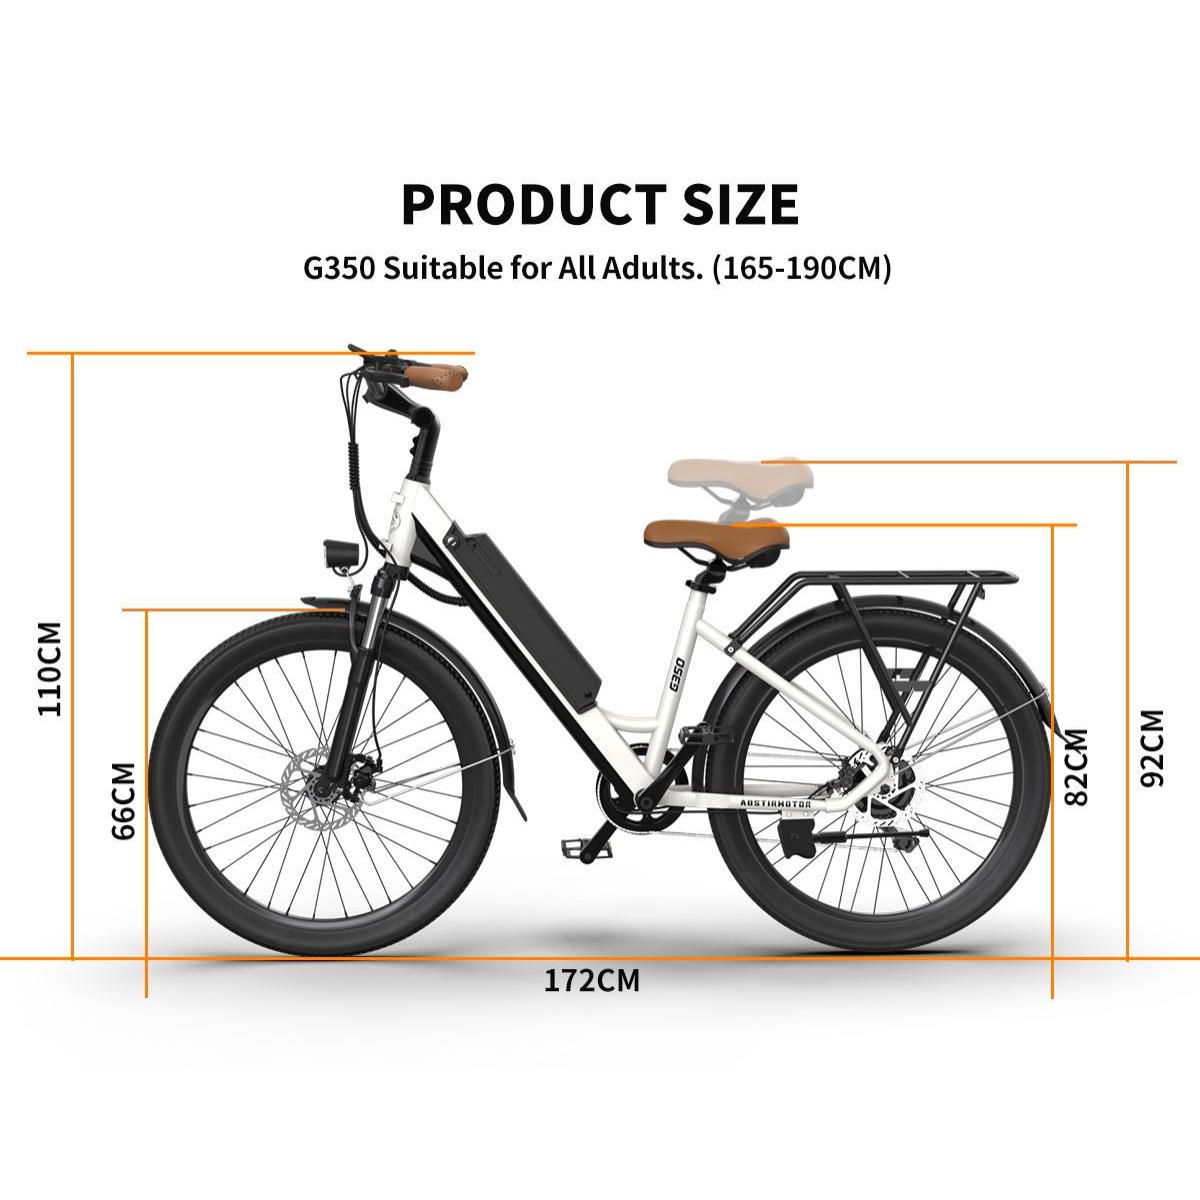 PRODUCT SIZE
G350 Suitable for All Adults. (165-190CM)
110CM
66CM
G350
AOSTIRMOTOR
82CM
92CM
172CM